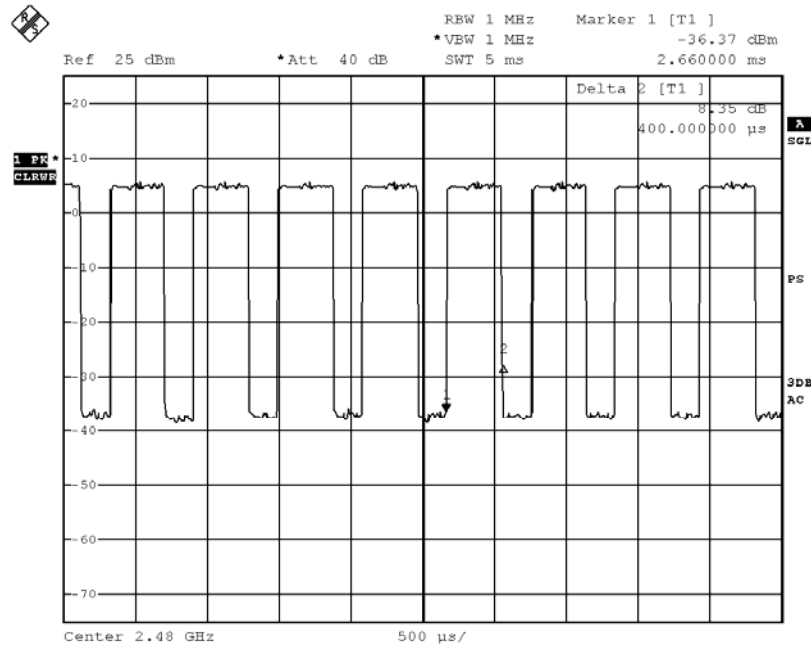 R S
RBW 1 MHz Marker 1 [T1 ]
*VBW 1 MHz -36.37 dBm
Ref 25 dBm *Att 40 dB SWT 5 ms 2.660000 ms
Delta 2 [T1 ]
8.35 dB
400.000000 µs
A
SGL
20
1 PK *
CLRWR
10
0
-10
PS
-20
2
-30
3DB
AC
1
-40
-50
-60
-70
Center 2.48 GHz 500 µs/